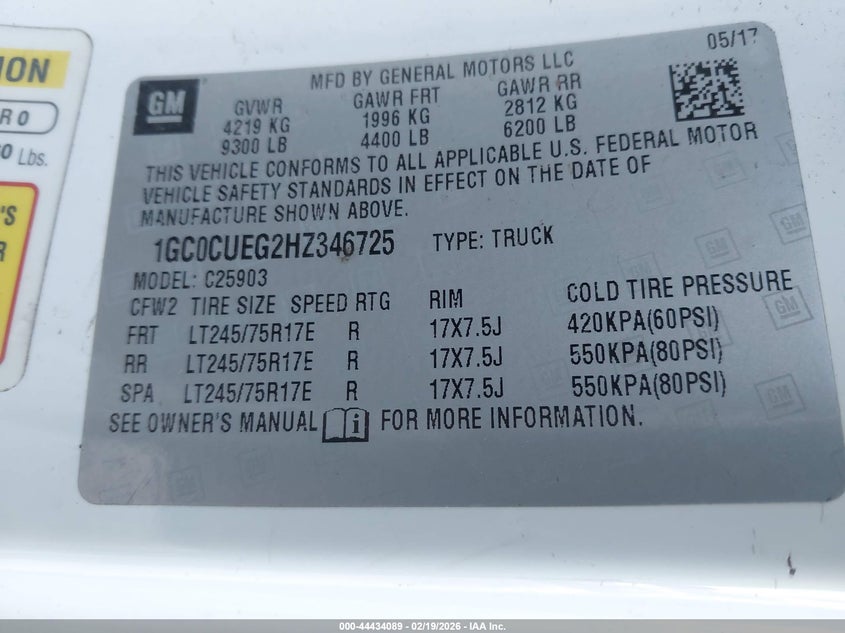 ION
R 0
0 Lbs.
'S
R
05/17
GM
MFD BY GENERAL MOTORS LLC
GVWR GAWR FRT GAWR RR
4219 KG 1996 KG 2812 KG
9300 LB 4400 LB 6200 LB
THIS VEHICLE CONFORMS TO ALL APPLICABLE U.S. FEDERAL MOTOR
VEHICLE SAFETY STANDARDS IN EFFECT ON THE DATE OF
MANUFACTURE SHOWN ABOVE.
1GC0CUEG2HZ346725 TYPE: TRUCK
MODEL: C25903
CFW2 TIRE SIZE SPEED RTG RIM COLD TIRE PRESSURE
FRT LT245/75R17E R 17X7.5J 420KPA(60PSI)
RR LT245/75R17E R 17X7.5J 550KPA(80PSI)
SPA LT245/75R17E R 17X7.5J 550KPA(80PSI)
SEE OWNER'S MANUAL i FOR MORE INFORMATION.
000-44434089 - 02/19/2026 - IAA Inc.